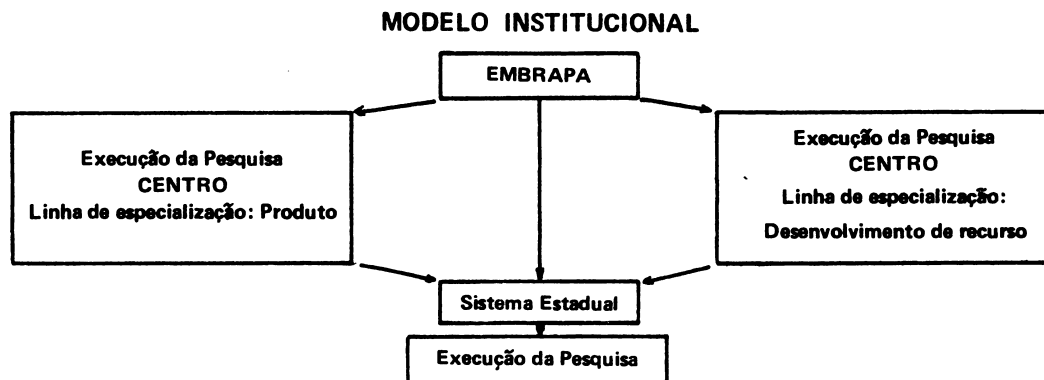 MODELO INSTITUCIONAL
EMBRAPA
Execução da Pesquisa
CENTRO
Linha de especialização: Produto
Execução da Pesquisa
CENTRO
Linha de especialização:
Desenvolvimento de recurso
Sistema Estadual
Execução da Pesquisa